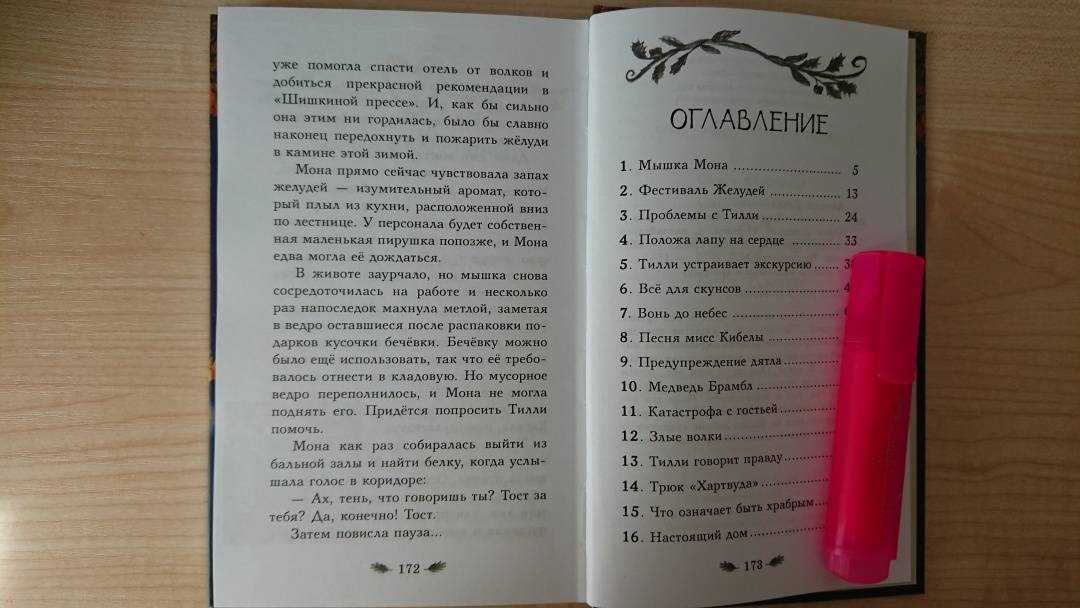 уже помогла спасти отель от волков и
добиться прекрасной рекомендации в
«Шишкиной прессе». И, как бы сильно
она этим ни гордилась, было бы славно
наконец передохнуть и пожарить жёлуди
в камине этой зимой.
Мона прямо сейчас чувствовала запах
желудей — изумительный аромат, кото-
рый плыл из кухни, расположенной вниз
по лестнице. У персонала будет собствен-
ная маленькая пирушка попозже, и Мона
едва могла её дождаться.
В животе заурчало, но мышка снова
сосредоточилась на работе и несколько
раз напоследок махнула метлой, заметая
в ведро оставшиеся после распаковки по-
дарков кусочки бечёвки. Бечёвку можно
было ещё использовать, так что её требо-
валось отнести в кладовую. Но мусорное
ведро переполнилось, и Мона не могла
поднять его. Придётся попросить Тилли
помочь.
Мона как раз собиралась выйти из
бальной залы и найти белку, когда услы-
шала голос в коридоре:
— Ах, тень, что говоришь ты? Тост за
тебя? Да, конечно! Тост.
Затем повисла пауза...
172
ОГЛАВЛЕНИЕ
1. Мышка Мона ........................ 5
2. Фестиваль Желудей ............... 13
3. Проблемы с Тилли ................. 24
4. Положа лапу на сердце .......... 33
5. Тилли устраивает экскурсию ......
6. Всё для скунсов ...................
7. Вонь до небес ....................
8. Песня мисс Кибелы ...............
9. Предупреждение дятла ...........
10. Медведь Брамбл ................
11. Катастрофа с гостьей ...........
12. Злые волки .....................
13. Тилли говорит правду ...........
14. Трюк «Хартвуда» ...............
15. Что означает быть храбрым ...
16. Настоящий дом .................
173